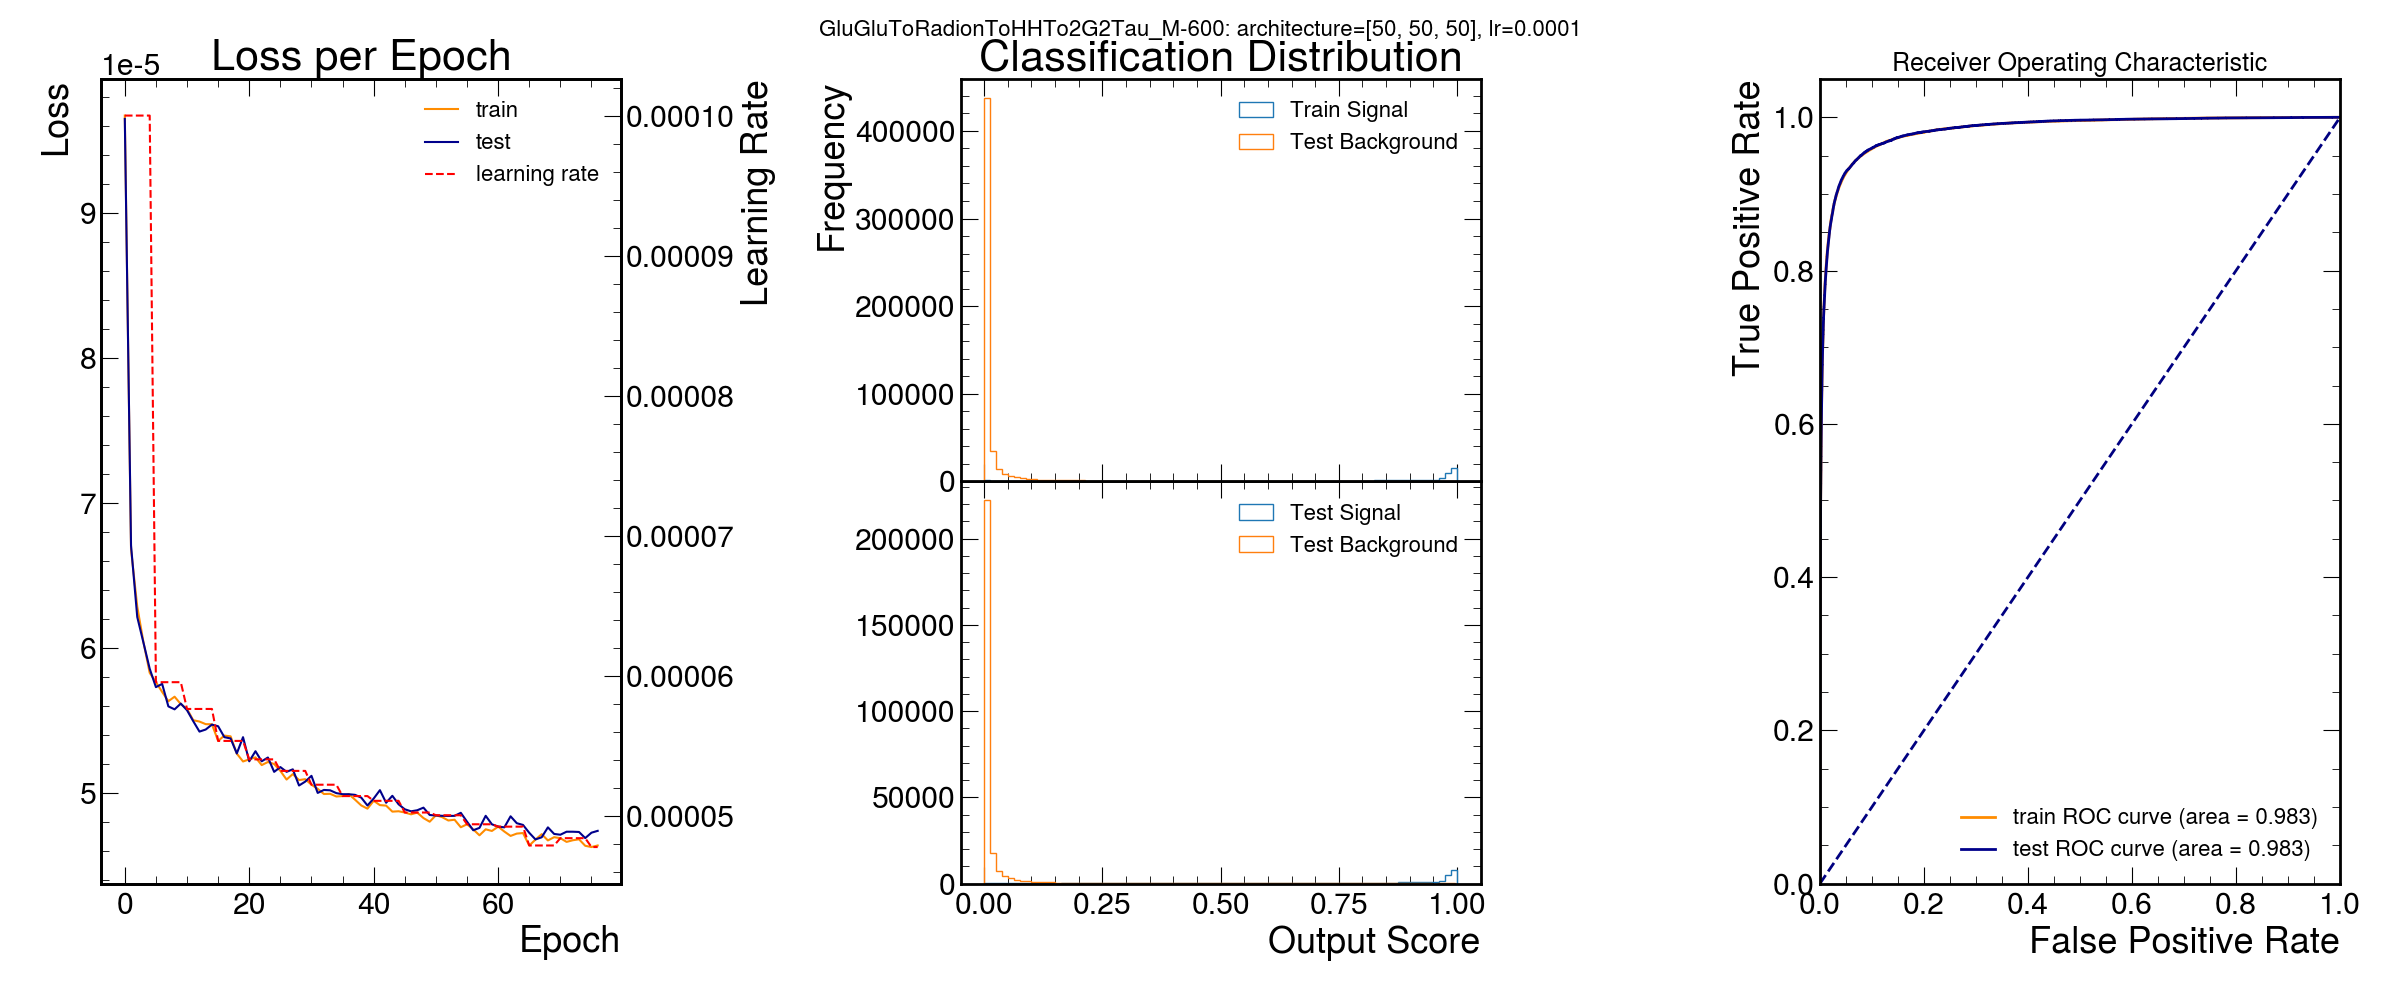 GluGluToRadionToHHTo2G2Tau_M-600: architecture=[50, 50, 50], lr=0.0001
Loss per Epoch
1e-5
Loss
9
8
7
6
5
0
20
40
60
Epoch
train
test
learning rate
0.00010
0.00009
0.00008
0.00007
0.00006
0.00005
Learning Rate
Classification Distribution
Frequency
400000
300000
200000
100000
0
Train Signal
Test Background
200000
150000
100000
50000
0
Test Signal
Test Background
0.00
0.25
0.50
0.75
1.00
Output Score
Receiver Operating Characteristic
True Positive Rate
1.0
0.8
0.6
0.4
0.2
0.0
train ROC curve (area = 0.983)
test ROC curve (area = 0.983)
0.0
0.2
0.4
0.6
0.8
1.0
False Positive Rate